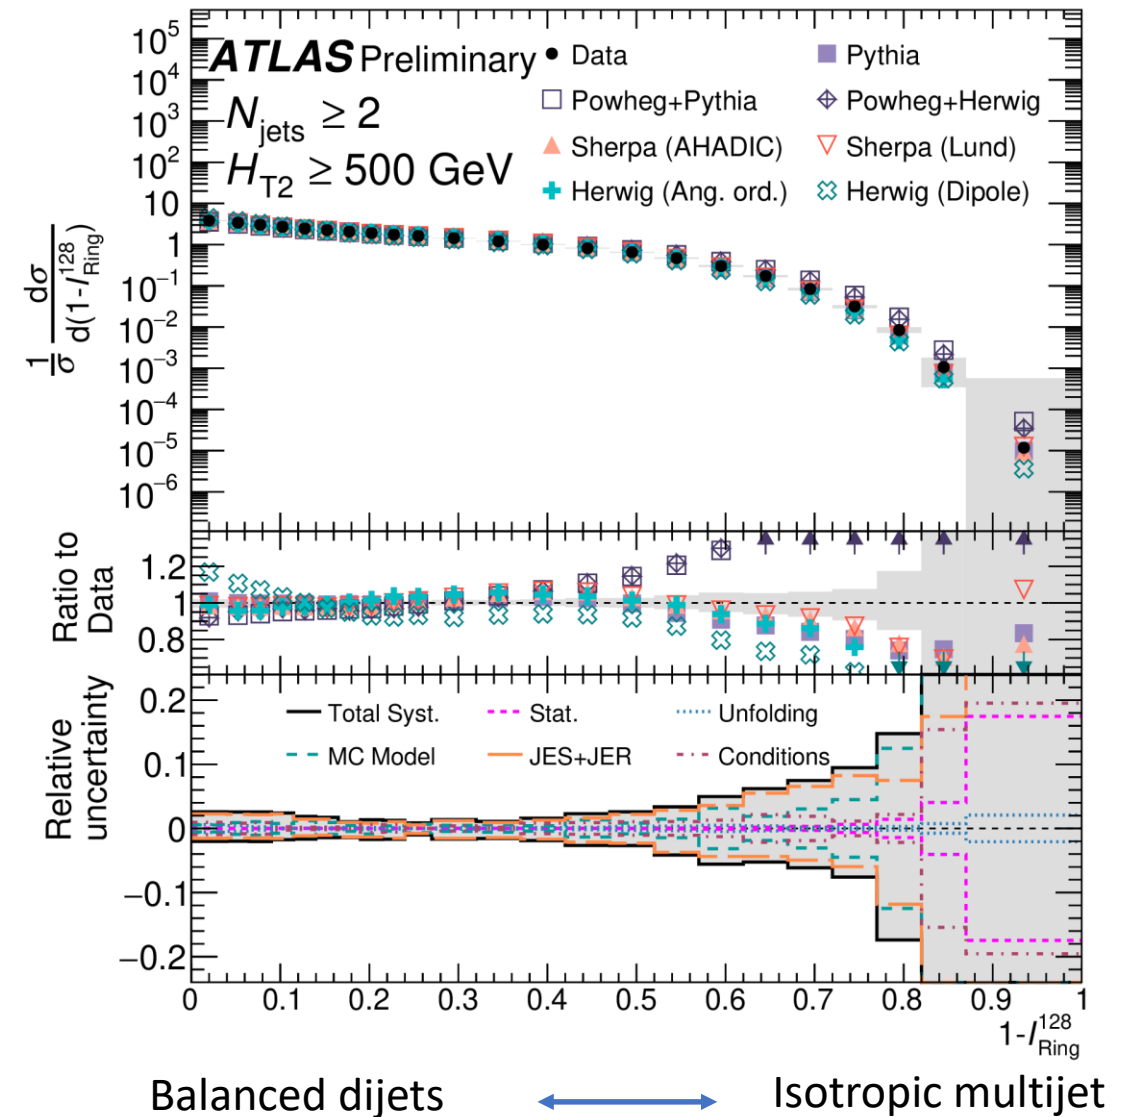 ATLAS Preliminary
N_jets ≥ 2
H_T2 ≥ 500 GeV
Data
Pythia
Powheg+Pythia
Powheg+Herwig
Sherpa (AHADIC)
Sherpa (Lund)
Herwig (Ang. ord.)
Herwig (Dipole)
1/σ dσ/d(1-I_Ring^128)
10^5
10^4
10^3
10^2
10
1
10^−1
10^−2
10^−3
10^−4
10^−5
10^−6
Ratio to
Data
1.2
1
0.8
Relative
uncertainty
0.2
0.1
0
−0.1
−0.2
Total Syst.
Stat.
Unfolding
MC Model
JES+JER
Conditions
0 0.1 0.2 0.3 0.4 0.5 0.6 0.7 0.8 0.9 1
1-I_Ring^128
Balanced dijets
Isotropic multijet